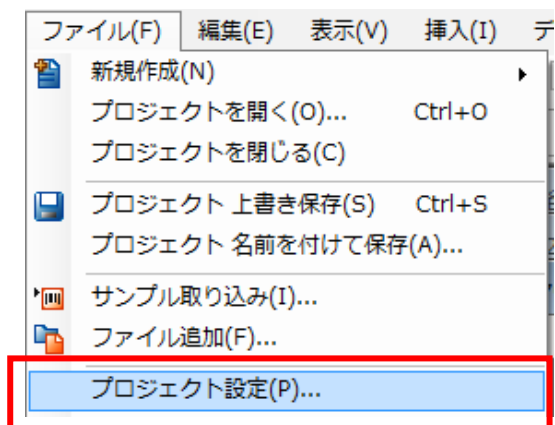 ファイル(F) 編集(E) 表示(V) 挿入(I) デ
新規作成(N)
プロジェクトを開く(O)... Ctrl+O
プロジェクトを閉じる(C)
プロジェクト 上書き保存(S) Ctrl+S
プロジェクト 名前を付けて保存(A)...
サンプル取り込み(I)...
ファイル追加(F)...
プロジェクト設定(P)...